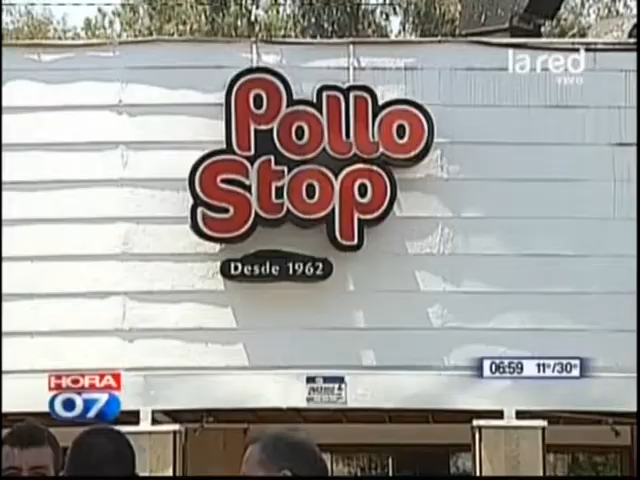 la red
VIVO
Pollo
Stop
Desde 1962
HORA
07
06:59 11°/30°